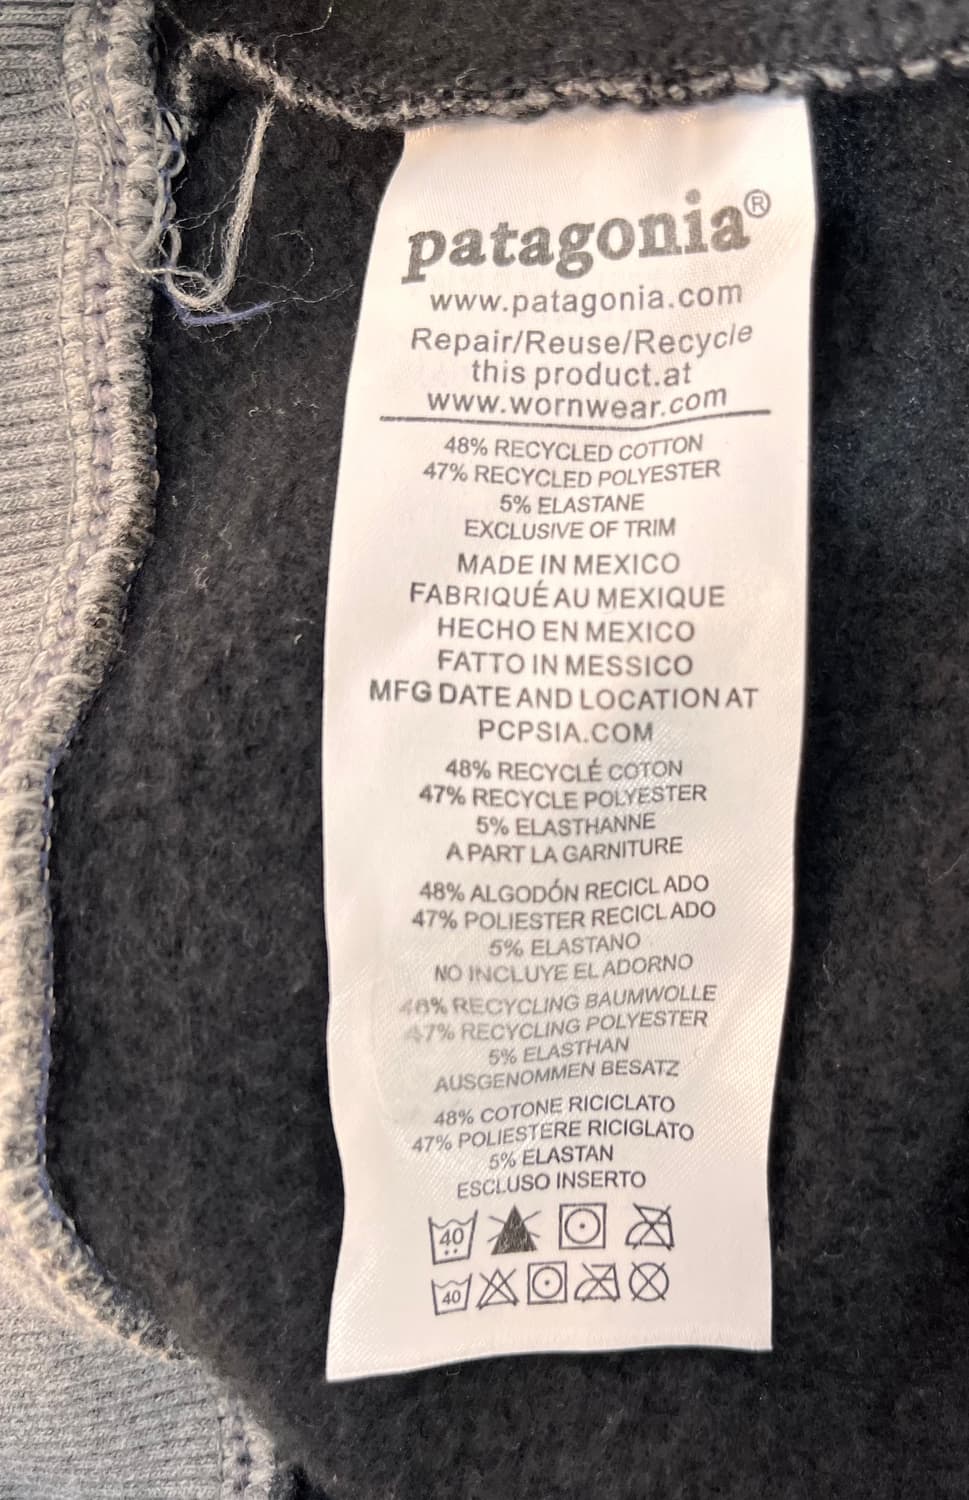 patagonia®
www.patagonia.com
Repair/Reuse/Recycle
this product.at
www.wornwear.com
48% RECYCLED COTTON
47% RECYCLED POLYESTER
5% ELASTANE
EXCLUSIVE OF TRIM
MADE IN MEXICO
FABRIQUÉ AU MEXIQUE
HECHO EN MEXICO
FATTO IN MESSICO
MFG DATE AND LOCATION AT
PCPSIA.COM
48% RECYCLÉ COTON
47% RECYCLE POLYESTER
5% ELASTHANNE
A PART LA GARNITURE
48% ALGODÓN RECICLADO
47% POLIESTER RECICLADO
5% ELASTANO
NO INCLUYE EL ADORNO
48% RECYCLING BAUMWOLLE
47% RECYCLING POLYESTER
5% ELASTHAN
AUSGENOMMEN BESATZ
48% COTONE RICICLATO
47% POLIESTERE RICIGLATO
5% ELASTAN
ESCLUSO INSERTO
40
40